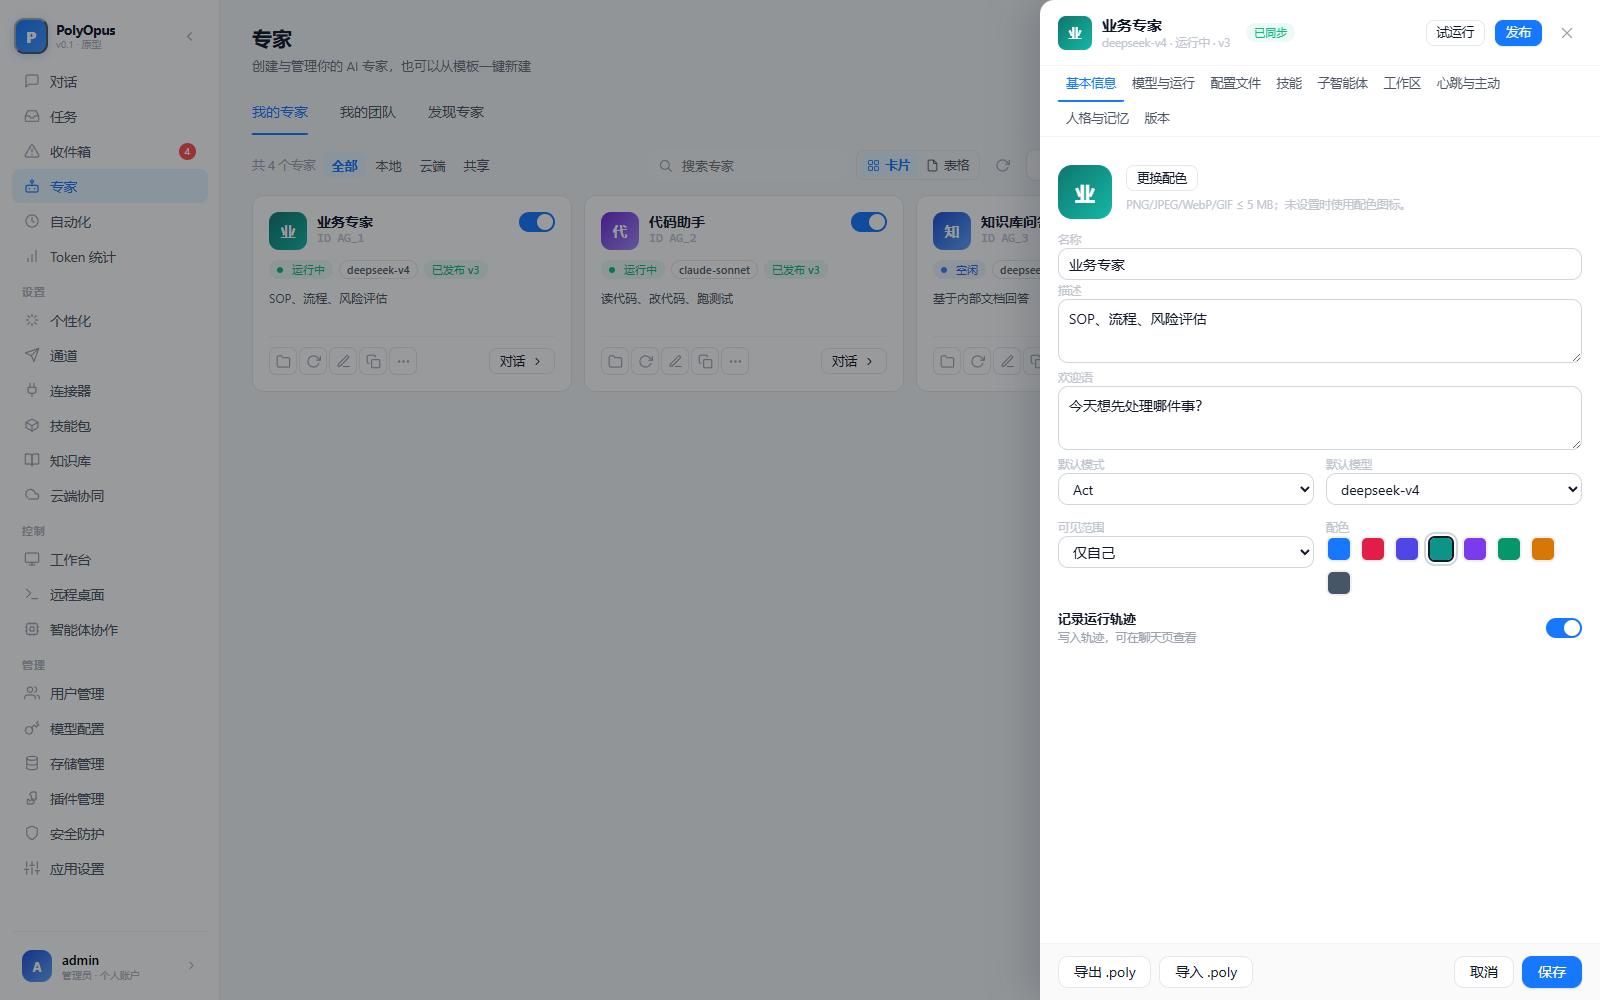 P
PolyOpus
v0.1 · 原型
对话
任务
收件箱
4
专家
自动化
Token 统计
设置
个性化
通道
连接器
技能包
知识库
云端协同
控制
工作台
远程桌面
智能体协作
管理
用户管理
模型配置
存储管理
插件管理
安全防护
应用设置
A
admin
管理员 · 个人账户
专家
创建与管理你的 AI 专家，也可以从模板一键新建
我的专家
我的团队
发现专家
共 4 个专家
全部
本地
云端
共享
搜索专家
卡片
表格
业
业务专家
ID AG_1
运行中
deepseek-v4
已发布 v3
SOP、流程、风险评估
对话
代
代码助手
ID AG_2
运行中
claude-sonnet
已发布 v3
读代码、改代码、跑测试
对话
知
知识库问
ID AG_3
空闲
deepsee
基于内部文档回答
业
业务专家
deepseek-v4 · 运行中 · v3
已同步
试运行
发布
基本信息
模型与运行
配置文件
技能
子智能体
工作区
心跳与主动
人格与记忆
版本
业
更换配色
PNG/JPEG/WebP/GIF ≤ 5 MB；未设置时使用配色图标。
名称
业务专家
描述
SOP、流程、风险评估
欢迎语
今天想先处理哪件事？
默认模式
默认模型
Act
deepseek-v4
可见范围
配色
仅自己
记录运行轨迹
写入轨迹，可在聊天页查看
导出 .poly
导入 .poly
取消
保存